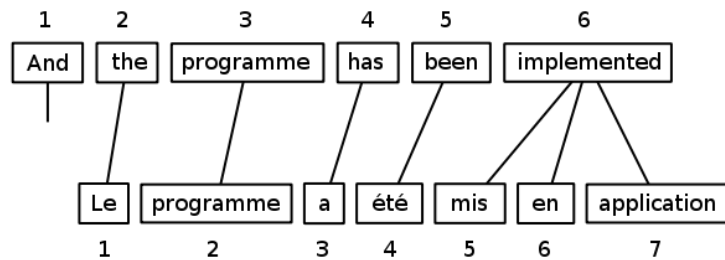 1 2 3 4 5 6
And the programme has been implemented
Le programme a été mis en application
1 2 3 4 5 6 7